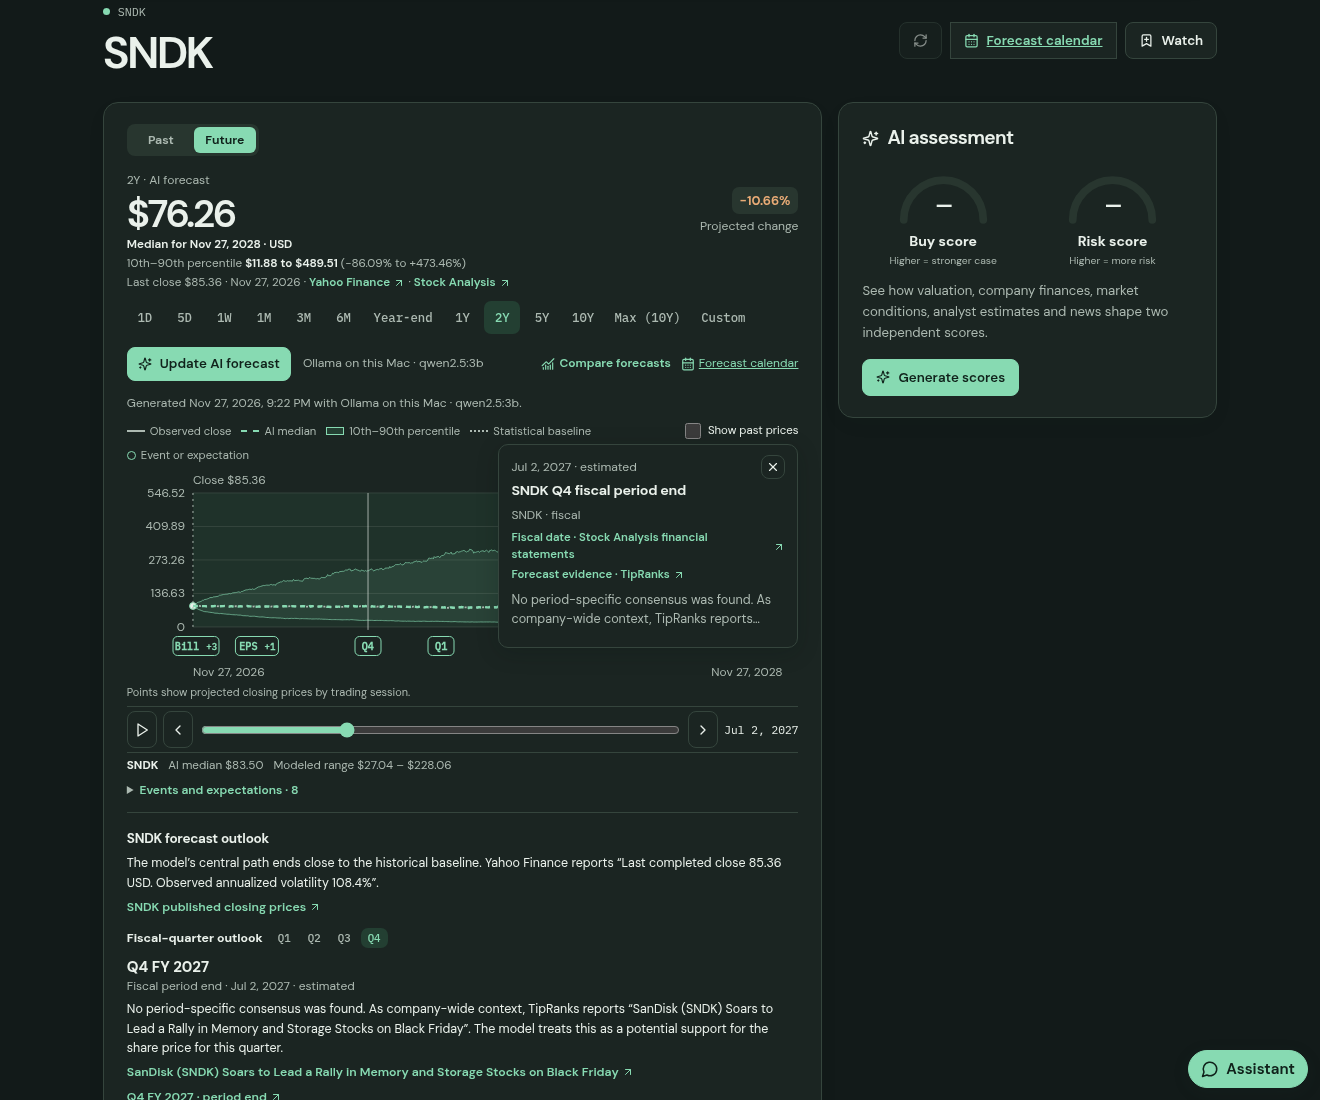 SNDK
SNDK
Forecast calendar
Watch
Past
Future
2Y · AI forecast
$76.26
-10.66%
Projected change
Median for Nov 27, 2028 · USD
10th–90th percentile $11.88 to $489.51 (-86.09% to +473.46%)
Last close $85.36 · Nov 27, 2026 · Yahoo Finance · Stock Analysis
1D 5D 1W 1M 3M 6M Year-end 1Y 2Y 5Y 10Y Max (10Y) Custom
Update AI forecast
Ollama on this Mac · qwen2.5:3b
Compare forecasts
Forecast calendar
Generated Nov 27, 2026, 9:22 PM with Ollama on this Mac · qwen2.5:3b.
Observed close AI median 10th–90th percentile Statistical baseline
Show past prices
Event or expectation
Close $85.36
546.52
409.89
273.26
136.63
0
Bill +3 EPS +1 Q4 Q1
Nov 27, 2026
Nov 27, 2028
Jul 2, 2027 · estimated
SNDK Q4 fiscal period end
SNDK · fiscal
Fiscal date · Stock Analysis financial
statements
Forecast evidence · TipRanks
No period-specific consensus was found. As
company-wide context, TipRanks reports…
Points show projected closing prices by trading session.
Jul 2, 2027
SNDK AI median $83.50 Modeled range $27.04 – $228.06
Events and expectations · 8
SNDK forecast outlook
The model’s central path ends close to the historical baseline. Yahoo Finance reports “Last completed close 85.36
USD. Observed annualized volatility 108.4%”.
SNDK published closing prices
Fiscal-quarter outlook Q1 Q2 Q3 Q4
Q4 FY 2027
Fiscal period end · Jul 2, 2027 · estimated
No period-specific consensus was found. As company-wide context, TipRanks reports “SanDisk (SNDK) Soars to
Lead a Rally in Memory and Storage Stocks on Black Friday”. The model treats this as a potential support for the
share price for this quarter.
SanDisk (SNDK) Soars to Lead a Rally in Memory and Storage Stocks on Black Friday
Q4 FY 2027 · period end
AI assessment
–
–
Buy score
Risk score
Higher = stronger case
Higher = more risk
See how valuation, company finances, market
conditions, analyst estimates and news shape two
independent scores.
Generate scores
Assistant